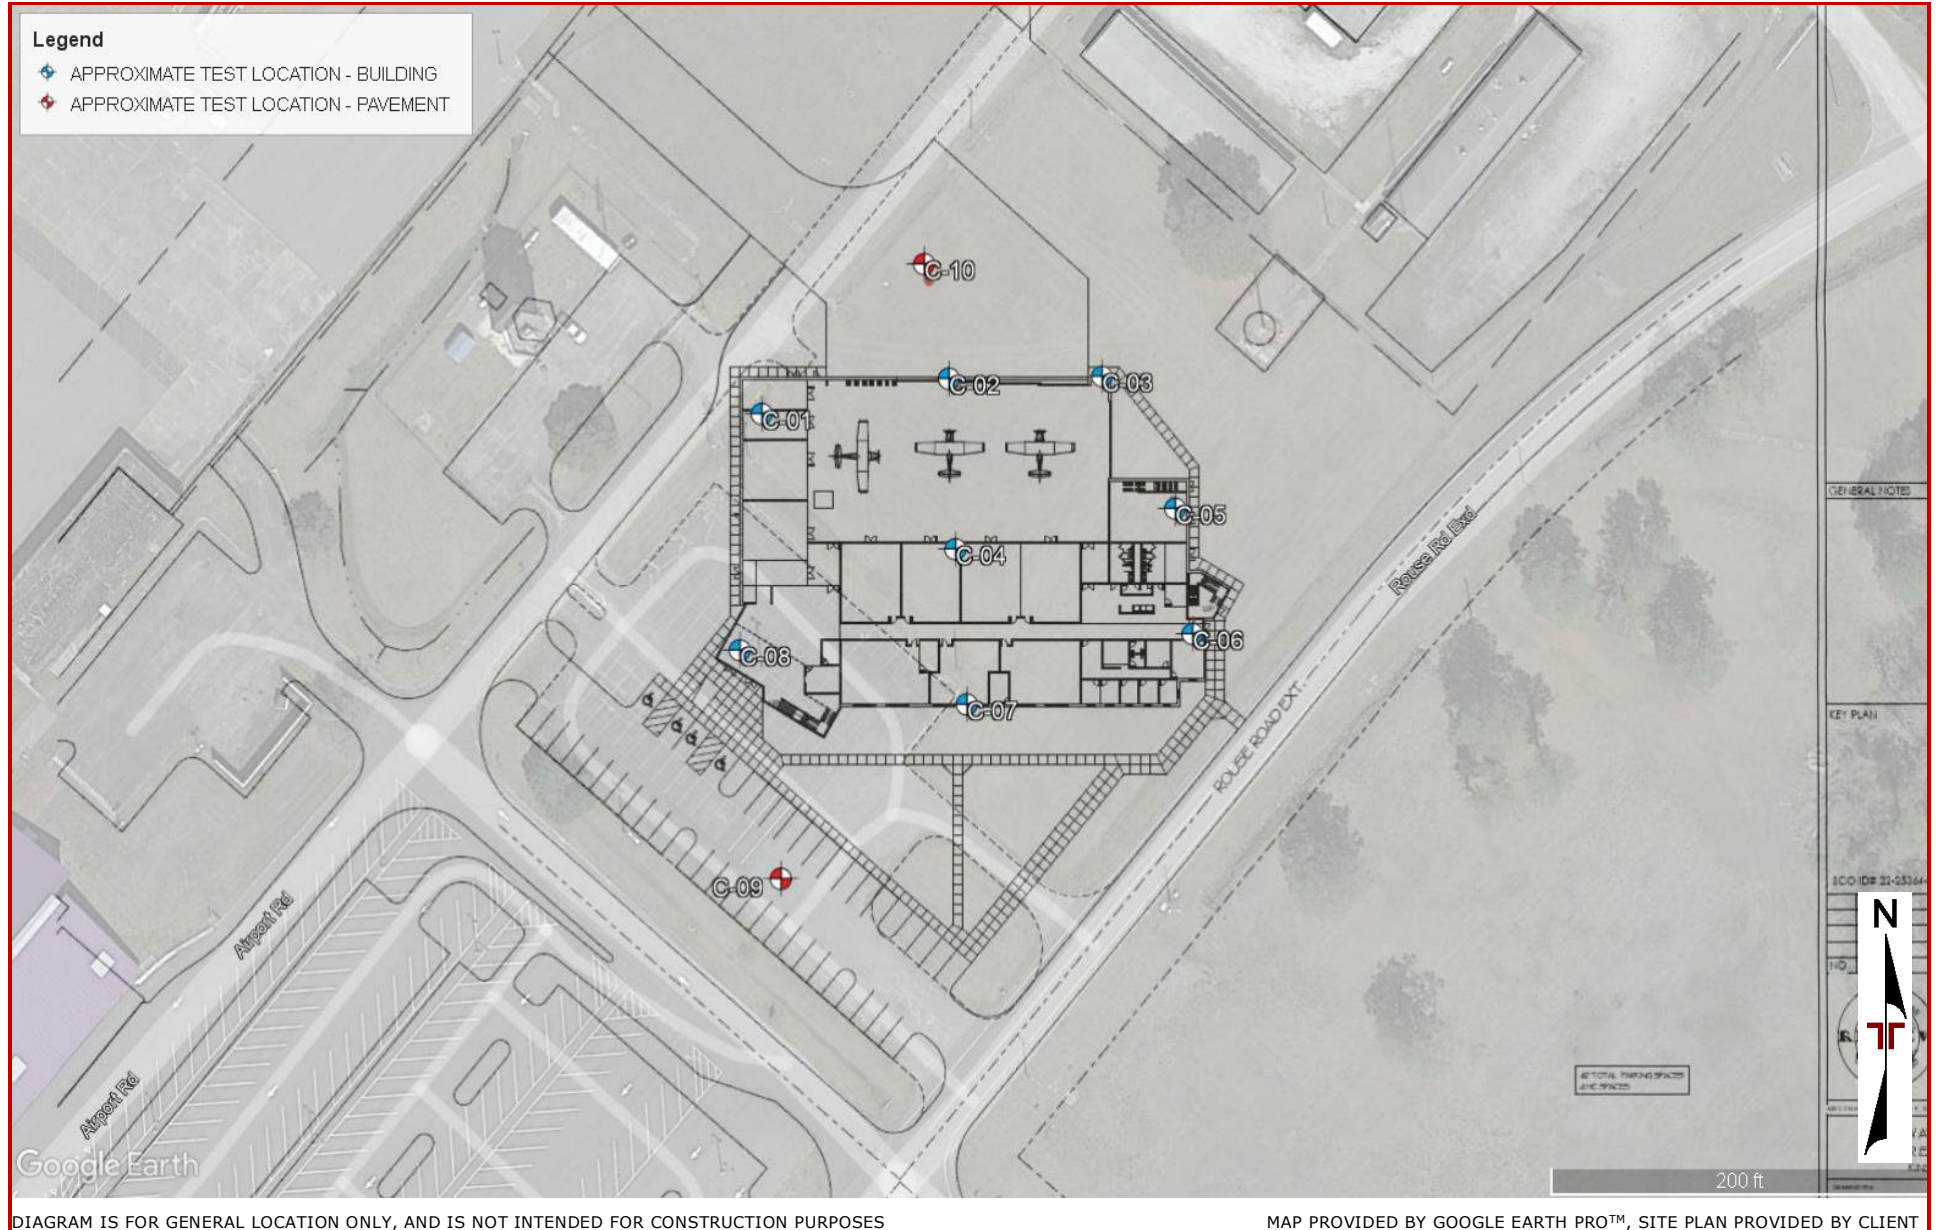 Legend
APPROXIMATE TEST LOCATION - BUILDING
APPROXIMATE TEST LOCATION - PAVEMENT
C-10
C-02
C-03
C-01
C-05
C-04
C-06
C-08
C-07
C-09
Rouse Rd Exd
ROUSE ROAD EXT.
Airport Rd
Airport Rd
GENERAL NOTES
KEY PLAN
NO
N
200 ft
Google Earth
DIAGRAM IS FOR GENERAL LOCATION ONLY, AND IS NOT INTENDED FOR CONSTRUCTION PURPOSES
MAP PROVIDED BY GOOGLE EARTH PRO™, SITE PLAN PROVIDED BY CLIENT